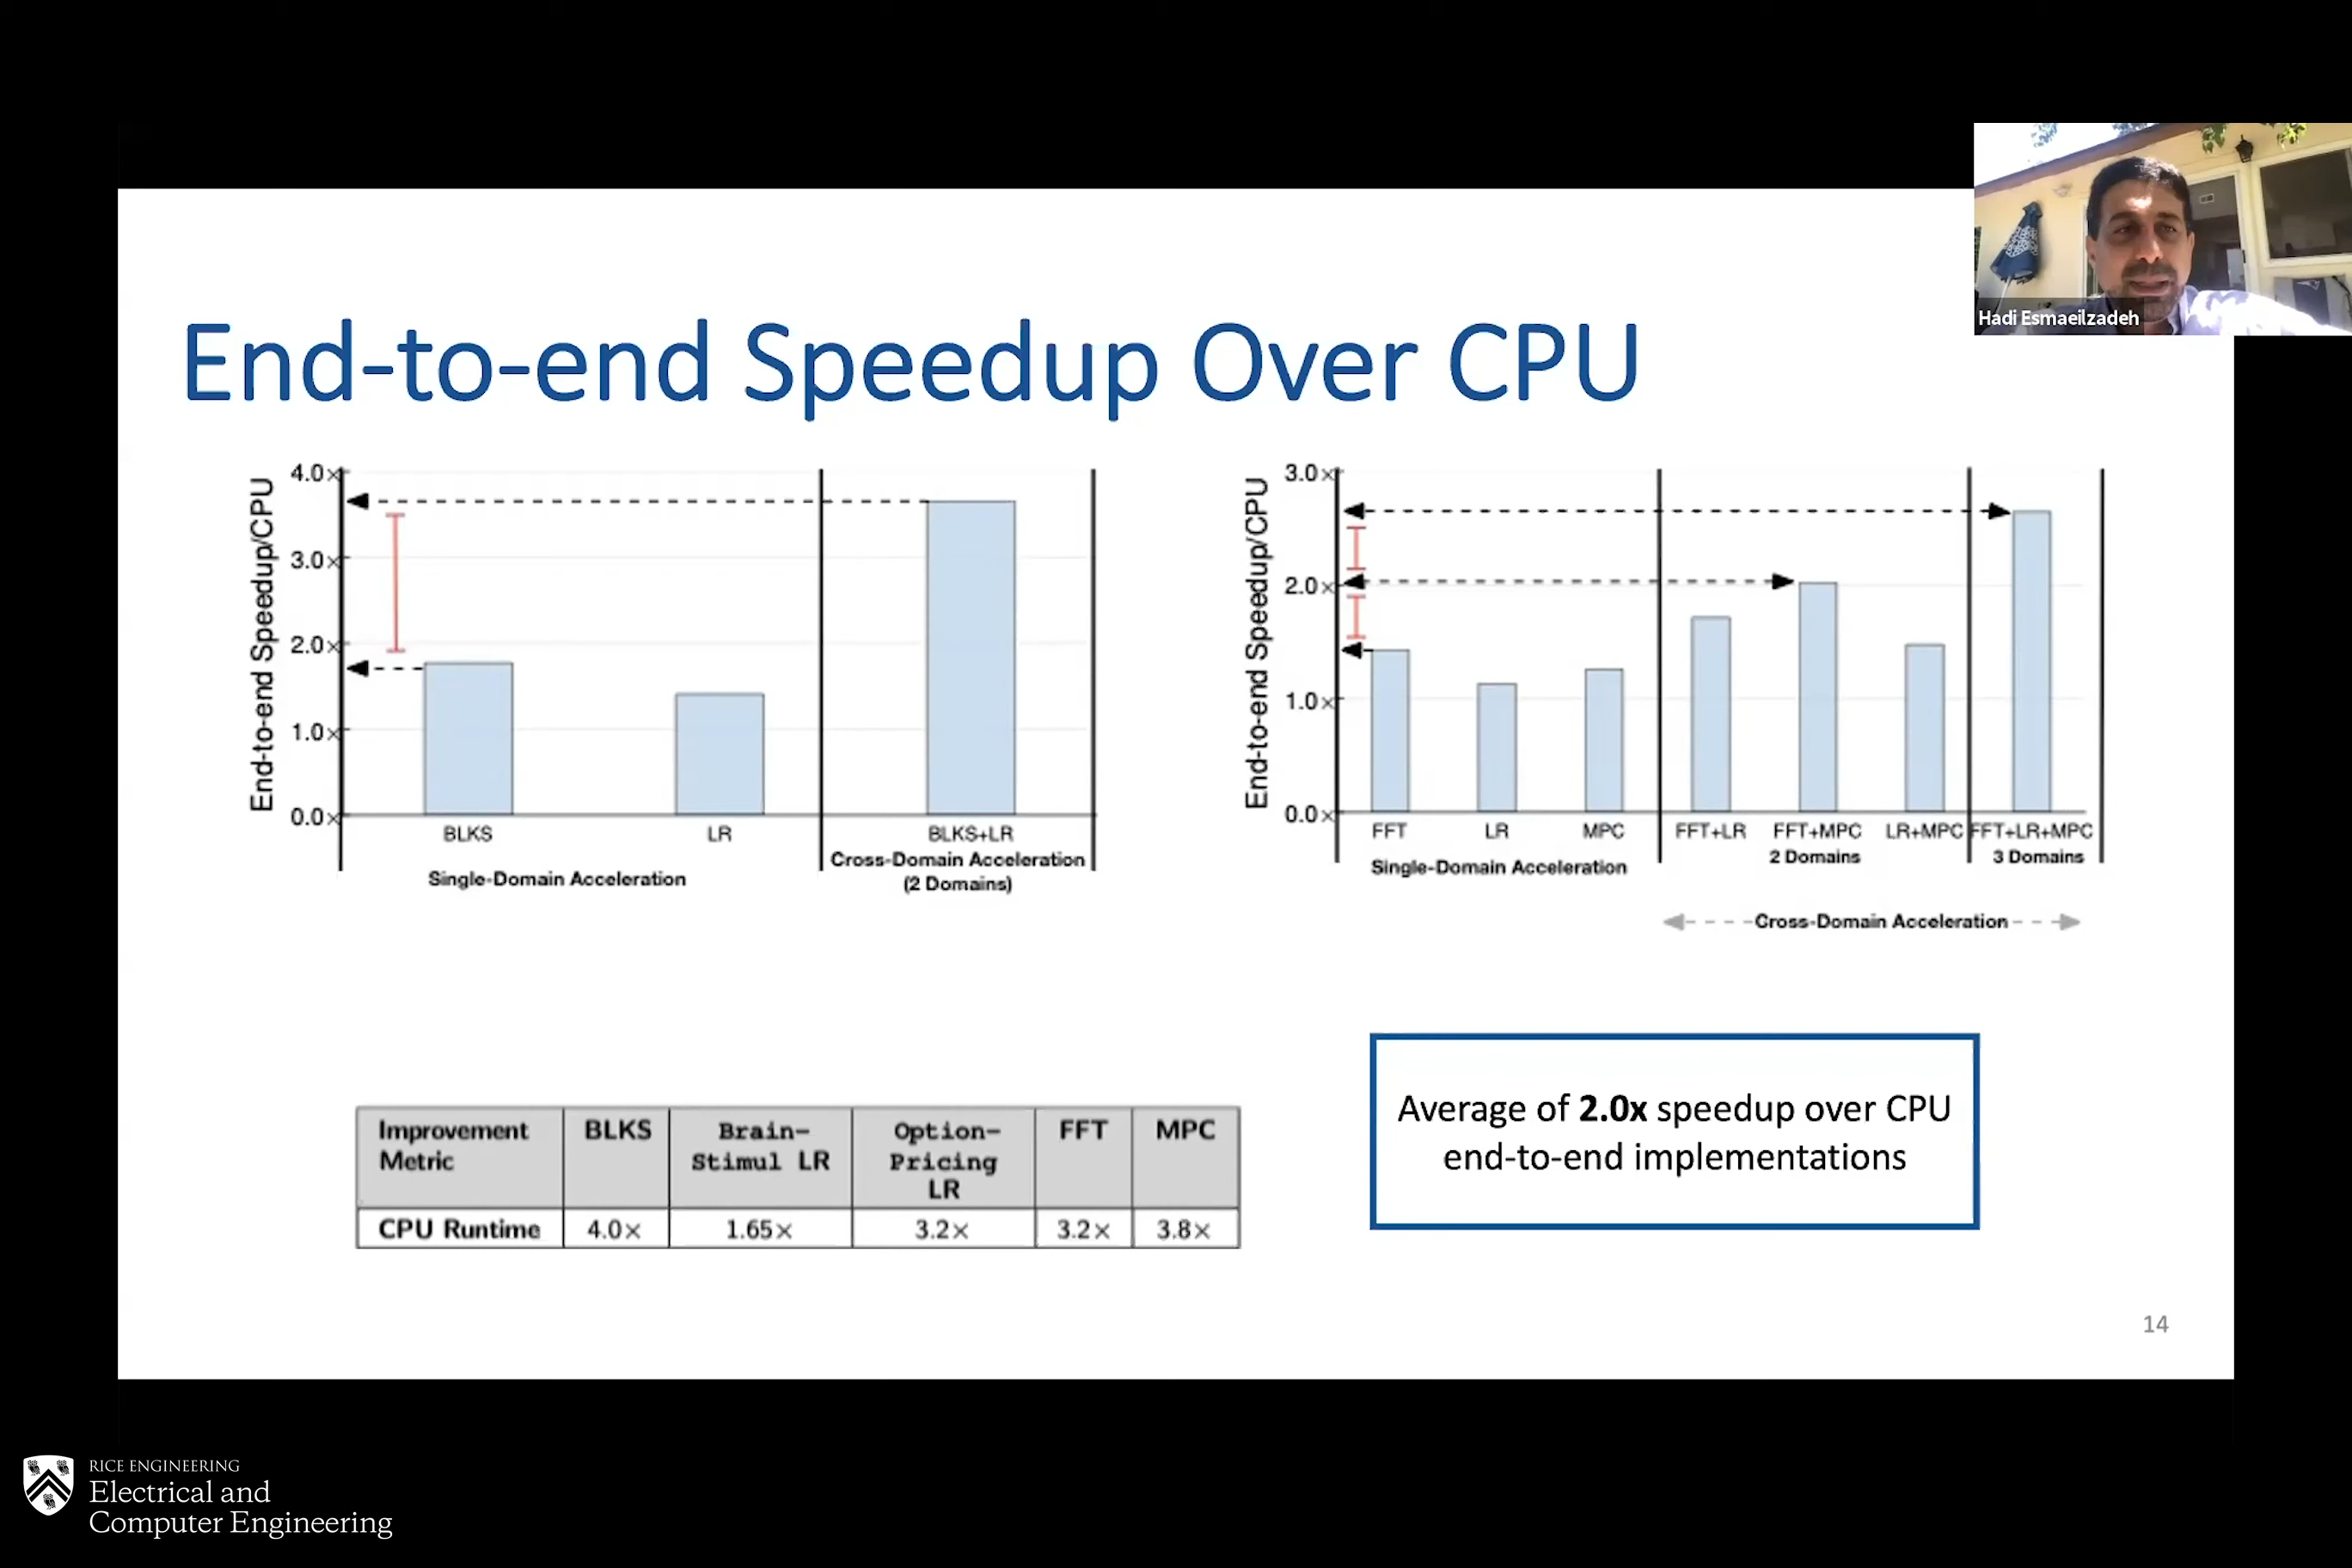 Hadi Esmaeilzadeh
End-to-end Speedup Over CPU
End-to-end Speedup/CPU
4.0×
3.0×
2.0×
1.0×
0.0×
BLKS
LR
BLKS+LR
Single-Domain Acceleration
Cross-Domain Acceleration
(2 Domains)
End-to-end Speedup/CPU
3.0×
2.0×
1.0×
0.0×
FFT
LR
MPC
FFT+LR
FFT+MPC
LR+MPC
FFT+LR+MPC
2 Domains
3 Domains
Single-Domain Acceleration
Cross-Domain Acceleration
Improvement Metric
BLKS
Brain-
Stimul LR
Option-
Pricing
LR
FFT
MPC
CPU Runtime 4.0× 1.65× 3.2× 3.2× 3.8×
Average of 2.0x speedup over CPU
end-to-end implementations
14
RICE ENGINEERING
Electrical and
Computer Engineering